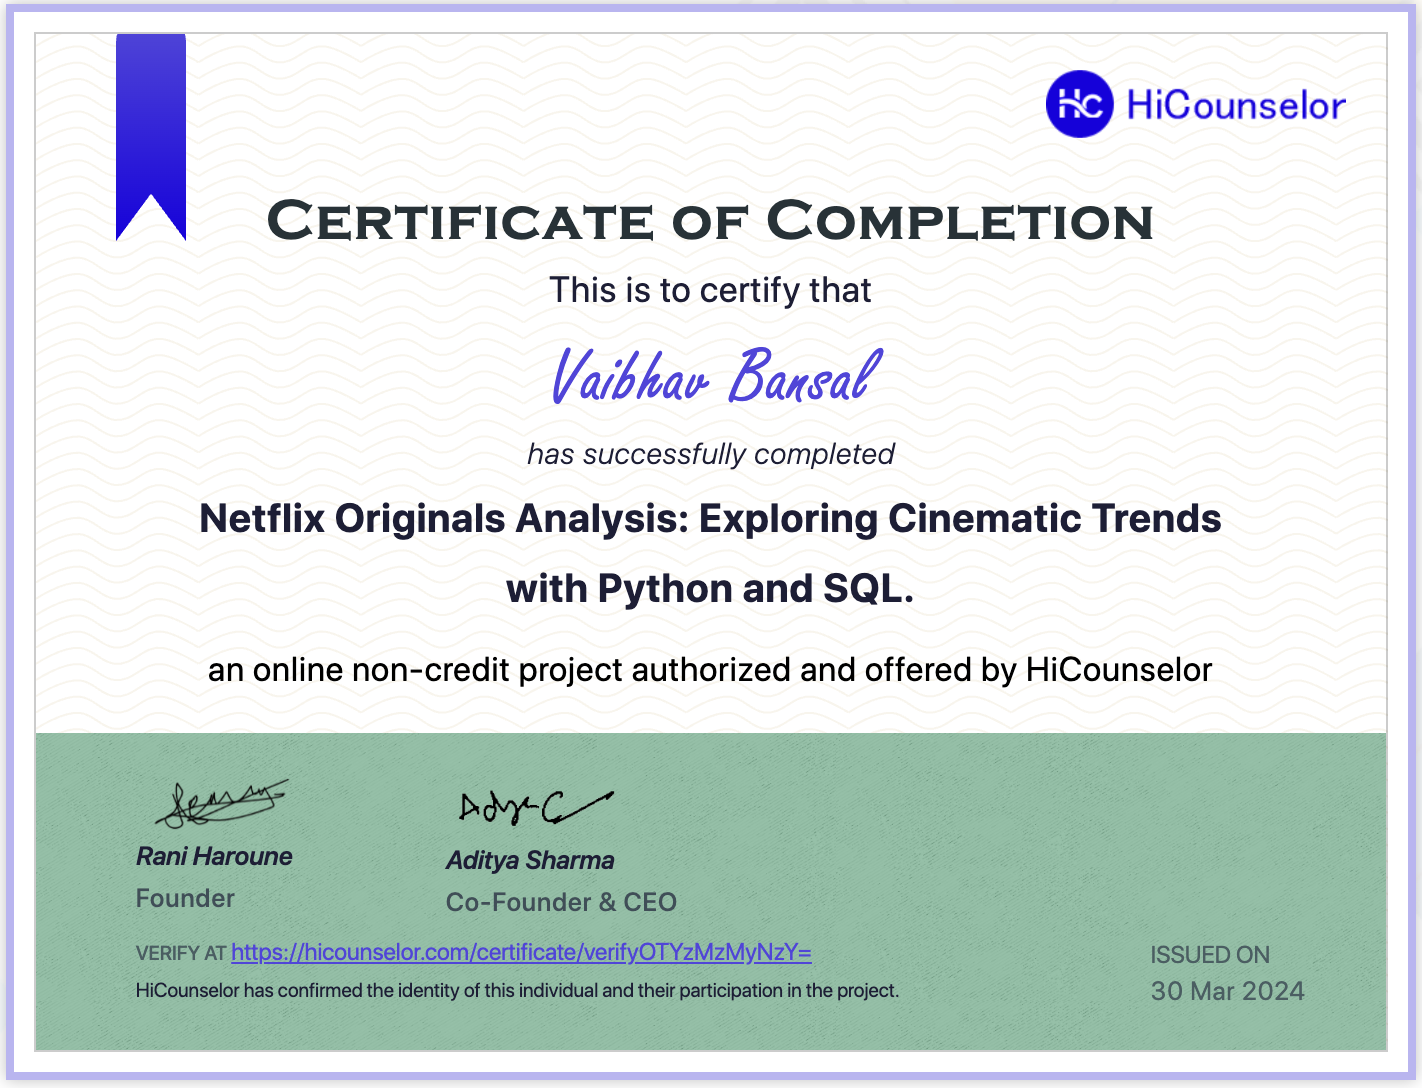 HC HiCounselor
Certificate of Completion
This is to certify that
Vaibhav Bansal
has successfully completed
Netflix Originals Analysis: Exploring Cinematic Trends
with Python and SQL.
an online non-credit project authorized and offered by HiCounselor
Rani Haroune
Founder
Aditya Sharma
Co-Founder & CEO
VERIFY AT https://hicounselor.com/certificate/verifyOTYzMzMyNzY=
HiCounselor has confirmed the identity of this individual and their participation in the project.
ISSUED ON
30 Mar 2024